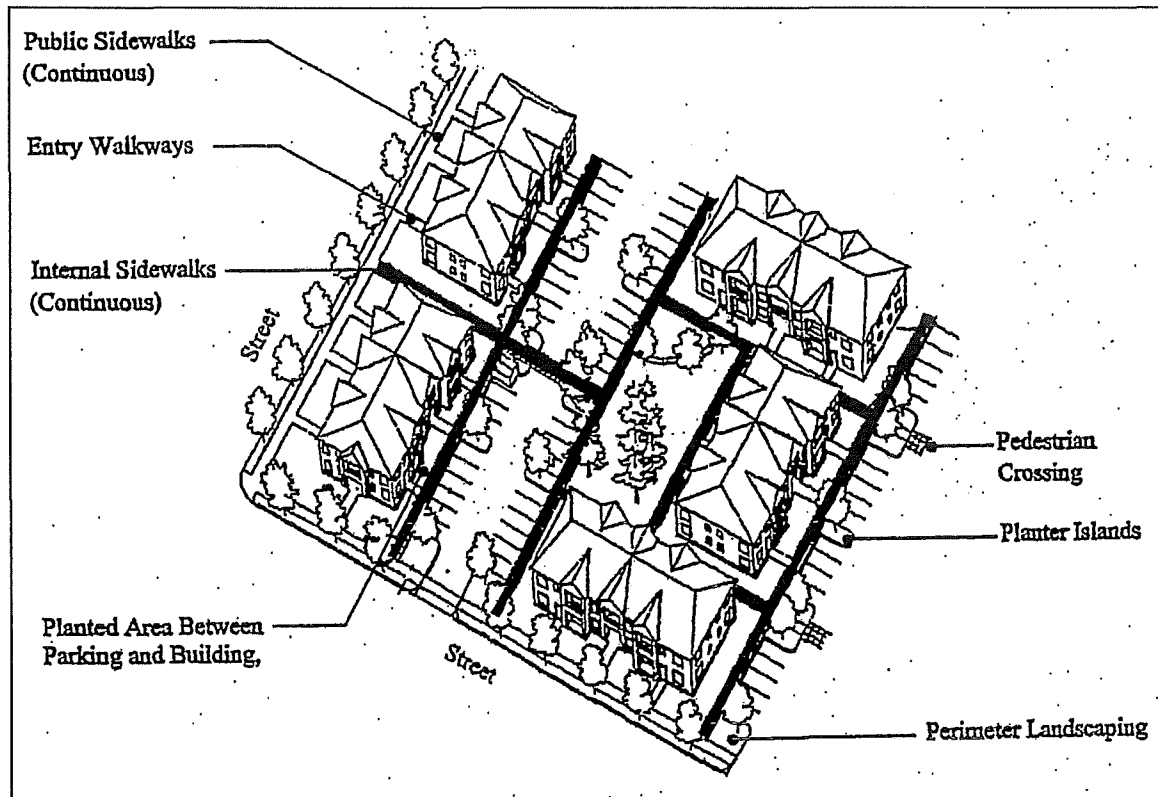 Public Sidewalks
(Continuous)
Entry Walkways
Internal Sidewalks
(Continuous)
Street
Pedestrian
Crossing
Planter Islands
Planted Area Between
Parking and Building,
Street
Perimeter Landscaping